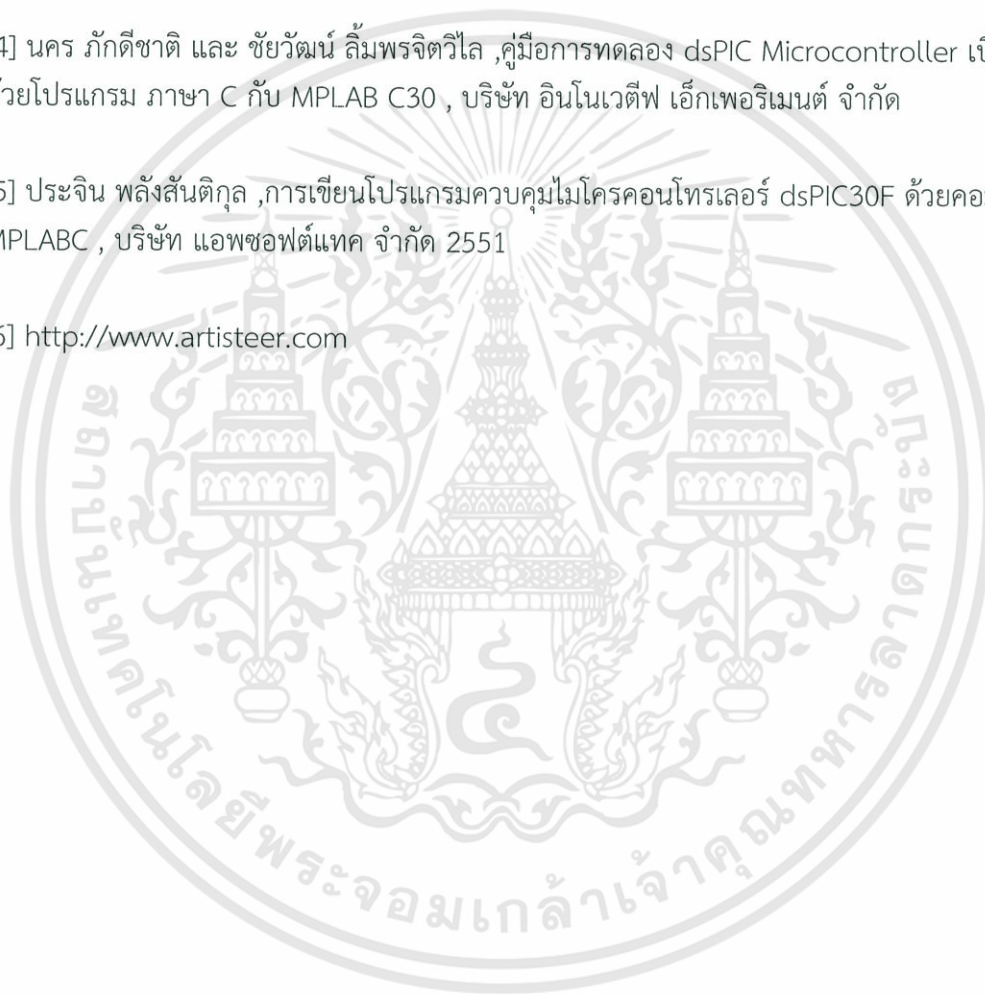 4] นคร ภักดีชาติ และ ชัยวัฒน์ ลิ้มพรจิตวิไล ,คู่มือการทดลอง dsPIC Microcontroller
วยโปรแกรม ภาษา C กับ MPLAB C30 , บริษัท อินโนเวตีฟ เอ็กเพอริเมนต์ จำกัด
5] ประจิน พลังสันติกุล ,การเขียนโปรแกรมควบคุมไมโครคอนโทรเลอร์ dsPIC30F ด้วยคอ
MPLABC , บริษัท แอพซอฟต์แทค จำกัด 2551
6] http://www.artisteer.com
สถาบันเทคโนโลยีพระจอมเกล้าเจ้าคุณทหารลาดกระบัง